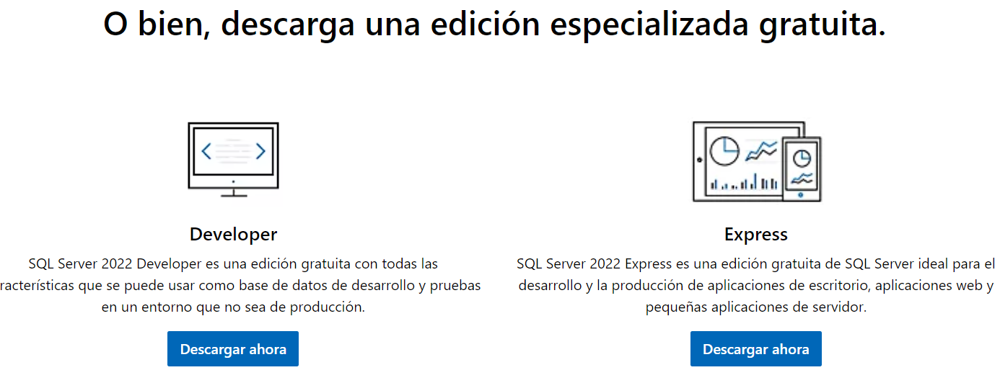 O bien, descarga una edición especializada gratuita.
Developer
SQL Server 2022 Developer es una edición gratuita con todas las
racterísticas que se puede usar como base de datos de desarrollo y pruebas
en un entorno que no sea de producción.
Descargar ahora
Express
SQL Server 2022 Express es una edición gratuita de SQL Server ideal para el
desarrollo y la producción de aplicaciones de escritorio, aplicaciones web y
pequeñas aplicaciones de servidor.
Descargar ahora